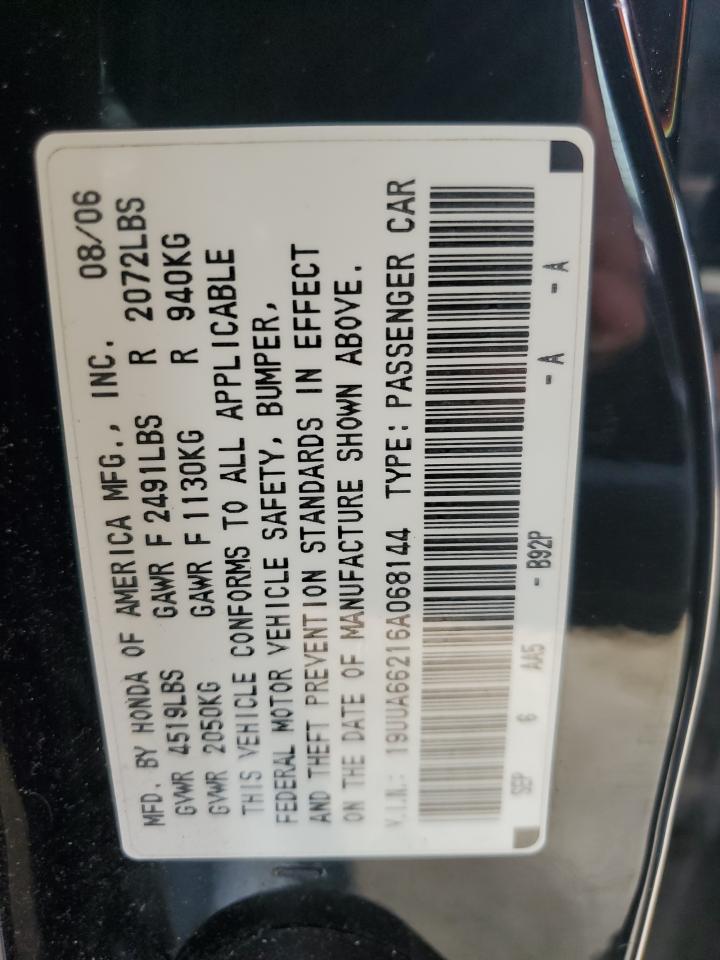 MFD. BY HONDA OF AMERICA MFG., INC. 08/06
GVWR 4519LBS GAWR F 2491LBS R 2072LBS
GVWR 2050KG GAWR F 1130KG R 940KG
THIS VEHICLE CONFORMS TO ALL APPLICABLE
FEDERAL MOTOR VEHICLE SAFETY, BUMPER,
AND THEFT PREVENTION STANDARDS IN EFFECT
ON THE DATE OF MANUFACTURE SHOWN ABOVE.
V.I.N.: 19UUA66216A068144 TYPE: PASSENGER CAR
SEP 6 AA5 - B92P - A - A